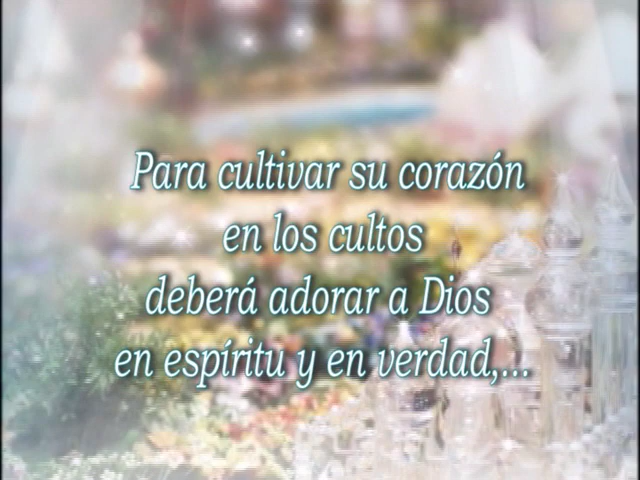 Para cultivar su corazón
en los cultos
deberá adorar a Dios
en espíritu y en verdad,...